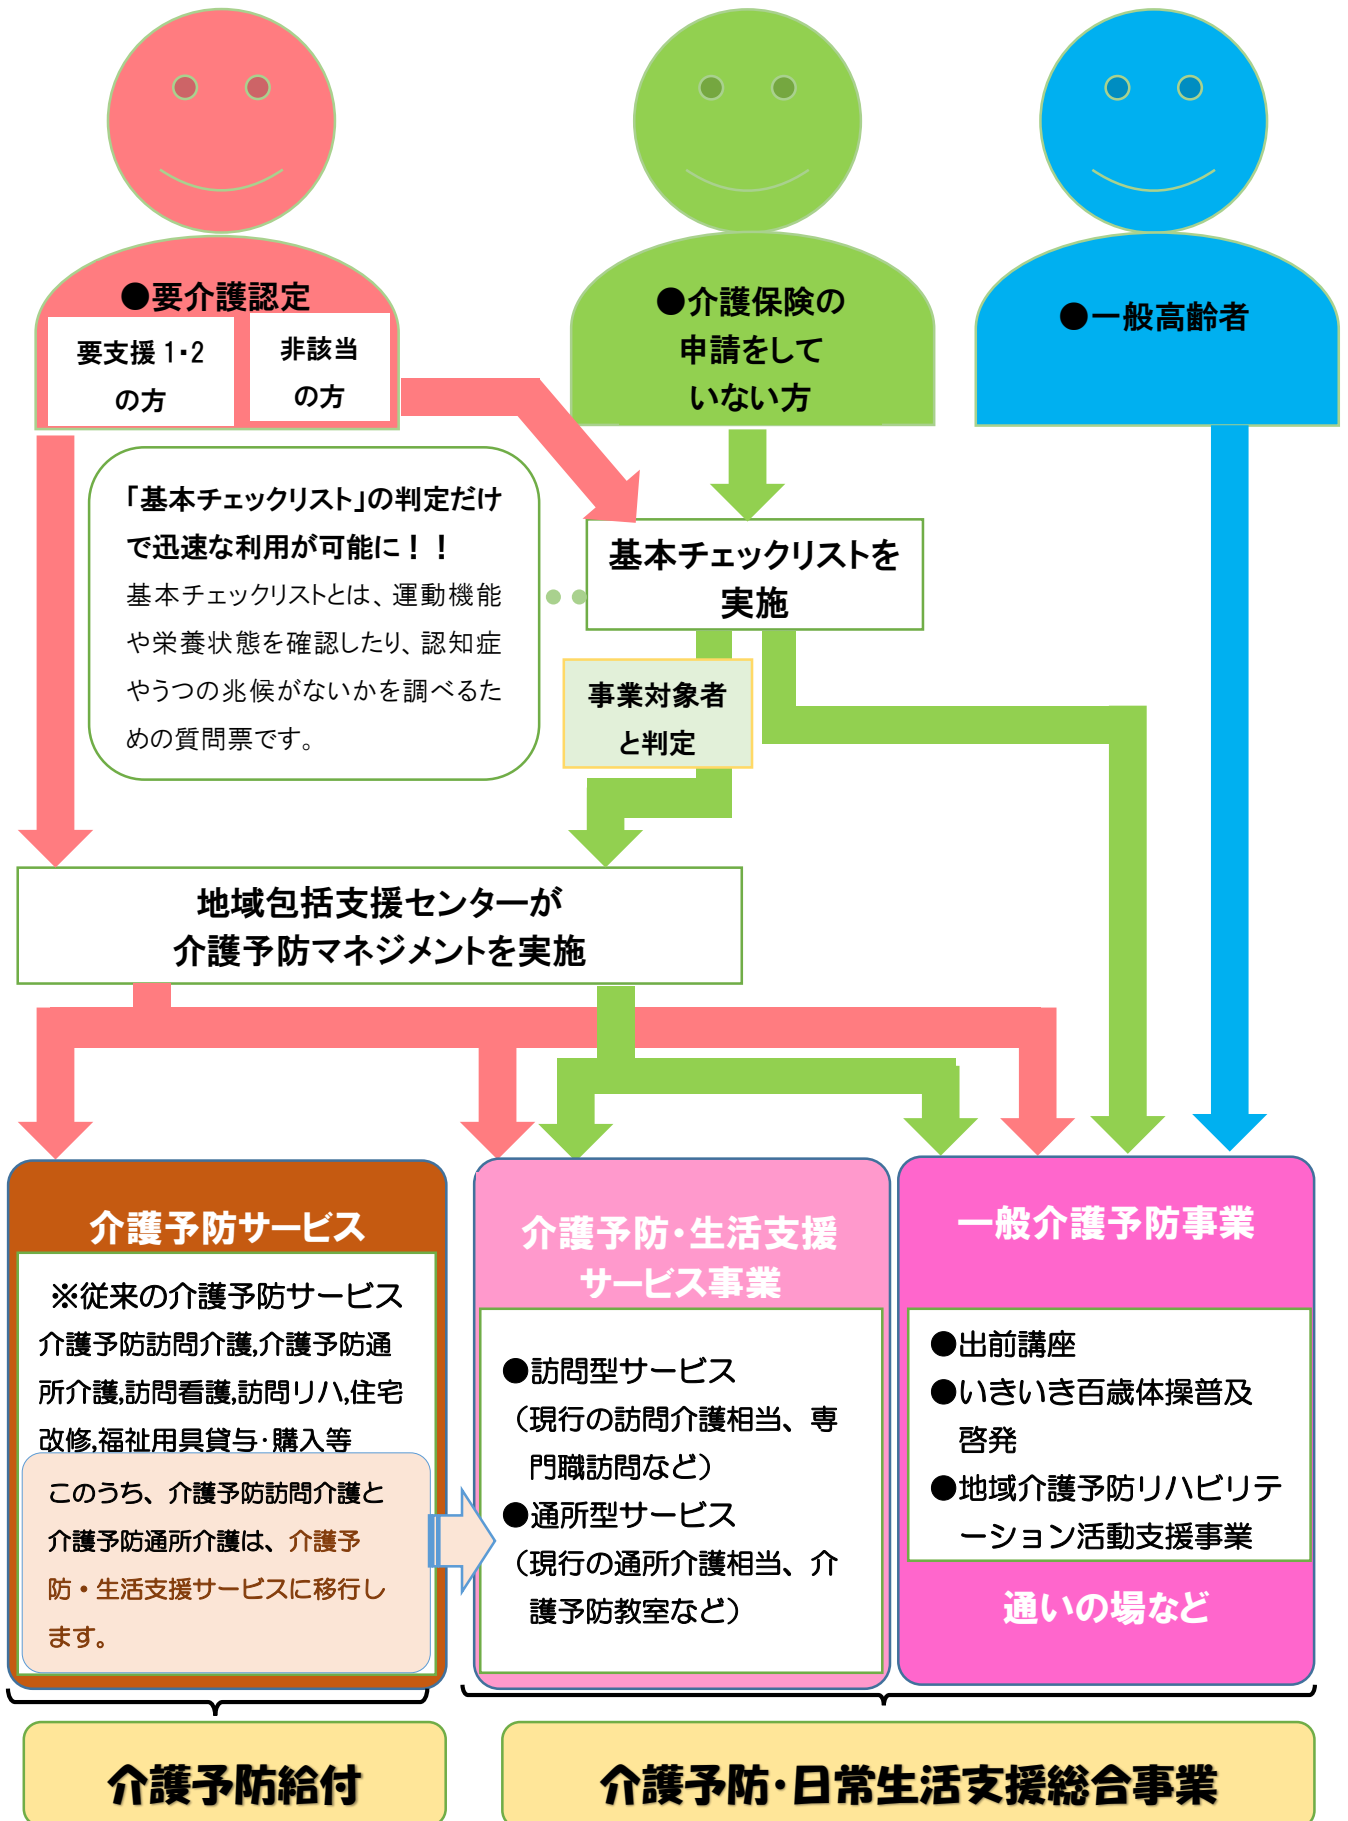 ●要介護認定
要支援1・2
の方
非該当
の方
●介護保険の
申請をして
いない方
●一般高齢者
「基本チェックリスト」の判定だけ
で迅速な利用が可能に！！
基本チェックリストとは、運動機能
や栄養状態を確認したり、認知症
やうつの兆候がないかを調べるた
めの質問票です。
基本チェックリストを
実施
事業対象者
と判定
地域包括支援センターが
介護予防マネジメントを実施
介護予防サービス
※従来の介護予防サービス
介護予防訪問介護,介護予防通
所介護,訪問看護,訪問リハ,住宅
改修,福祉用具貸与・購入等
このうち、介護予防訪問介護と
介護予防通所介護は、介護予
防・生活支援サービスに移行し
ます。
介護予防・生活支援
サービス事業
●訪問型サービス
（現行の訪問介護相当、専
門職訪問など）
●通所型サービス
（現行の通所介護相当、介
護予防教室など）
一般介護予防事業
●出前講座
●いきいき百歳体操普及
啓発
●地域介護予防リハビリテ
ーション活動支援事業
通いの場など
介護予防給付
介護予防・日常生活支援総合事業